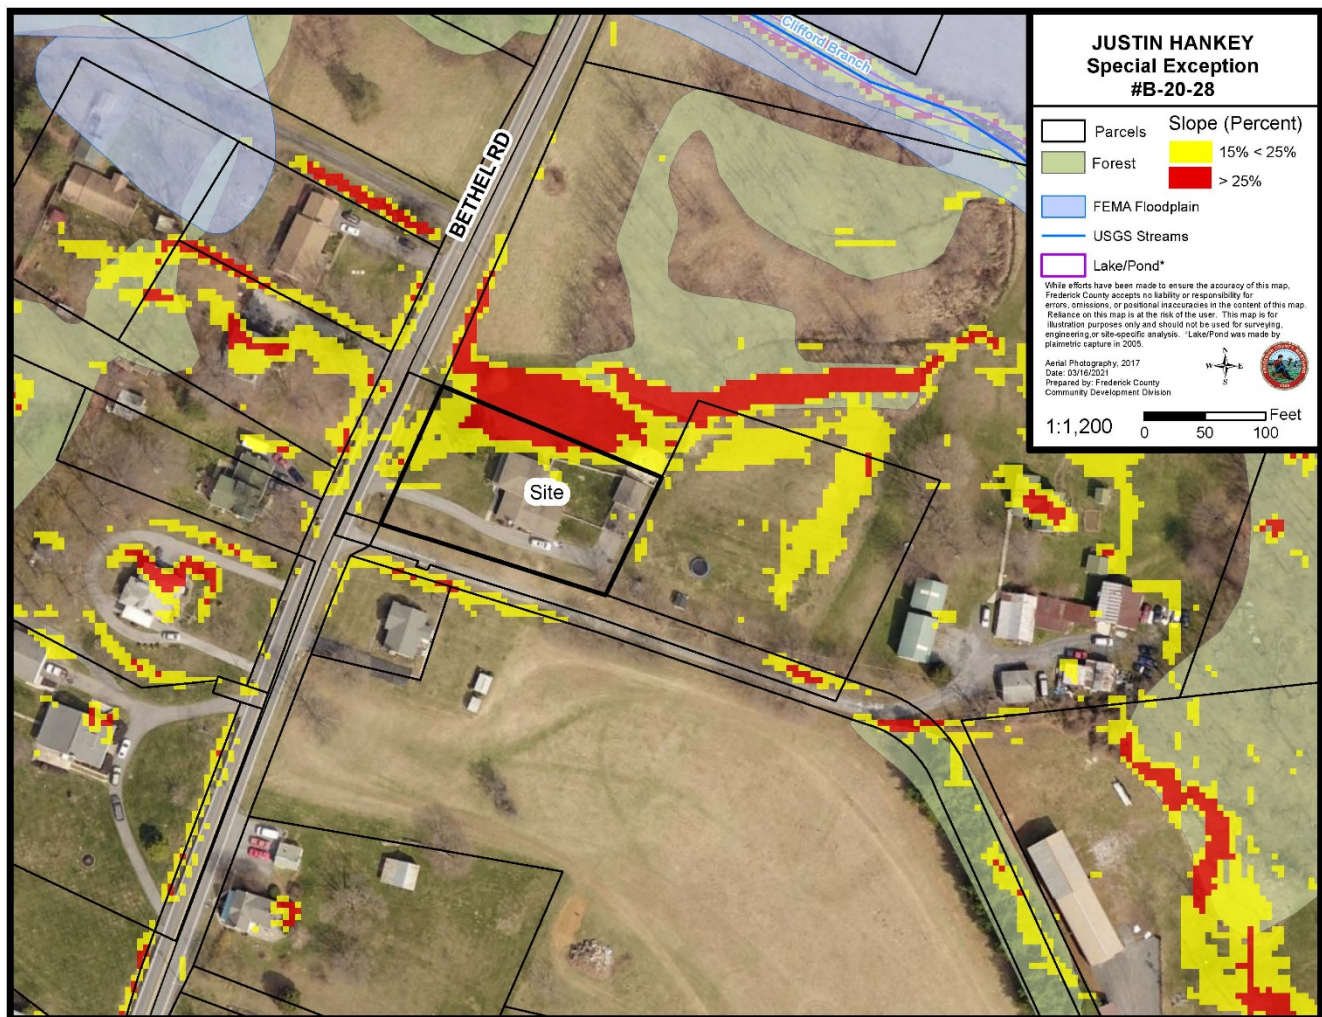 Clifford Branch
BETHEL RD
Site
JUSTIN HANKEY
Special Exception
#B-20-28
Parcels
Forest
Slope (Percent)
15% < 25%
> 25%
FEMA Floodplain
USGS Streams
Lake/Pond*
While efforts have been made to ensure the accuracy of this map,
Frederick County accepts no liability or responsibility for
errors, omissions, or positional inaccuracies in the content of this map.
Reliance on this map is at the risk of the user. This map is for
illustration purposes only and should not be used for surveying,
engineering,or site-specific analysis. *Lake/Pond was made by
plaimetric capture in 2005.
Aerial Photography, 2017
Date: 03/16/2021
Prepared by: Frederick County
Community Development Division
N
W E
S
1:1,200
Feet
0 50 100